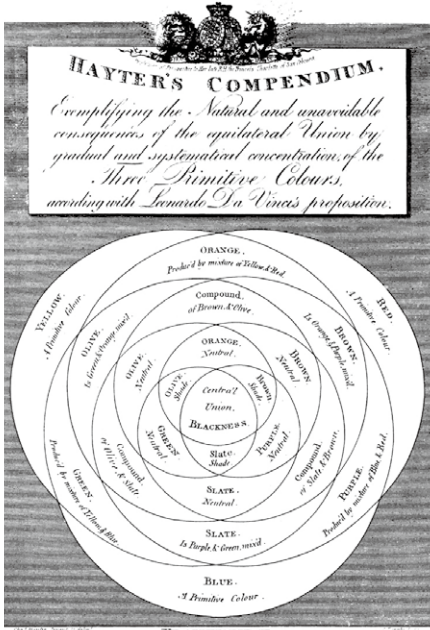 HAYTER'S COMPENDIUM,
Exemplifying the Natural and unavoidable
consequences of the equilateral Union by
gradual and systematical concentration, of the
Three Primitive Colours,
according with Leonardo Da Vinci's proposition.
ORANGE.
Produc'd by mixture of Yellow, & Red.
YELLOW.
A Primitive Colour.
RED.
A Primitive Colour.
Compound,
of Brown, & Olive.
OLIVE.
Is Green & Orange mix'd.
BROWN.
Is Orange & Purple mix'd.
ORANGE.
Neutral.
OLIVE.
Neutral.
BROWN.
Neutral.
OLIVE
Shade
BROWN
Shade
Central
Union,
BLACKNESS.
Slate
Shade
GREEN.
Neutral.
PURPLE.
Neutral.
Compound,
of Olive, & Slate
Compound,
of Slate & Brown.
SLATE.
Neutral.
GREEN.
Produc'd by mixture of Yellow & Blue.
PURPLE.
Produc'd by mixture of Blue, & Red.
SLATE.
Is Purple & Green, mix'd.
BLUE.
A Primitive Colour.